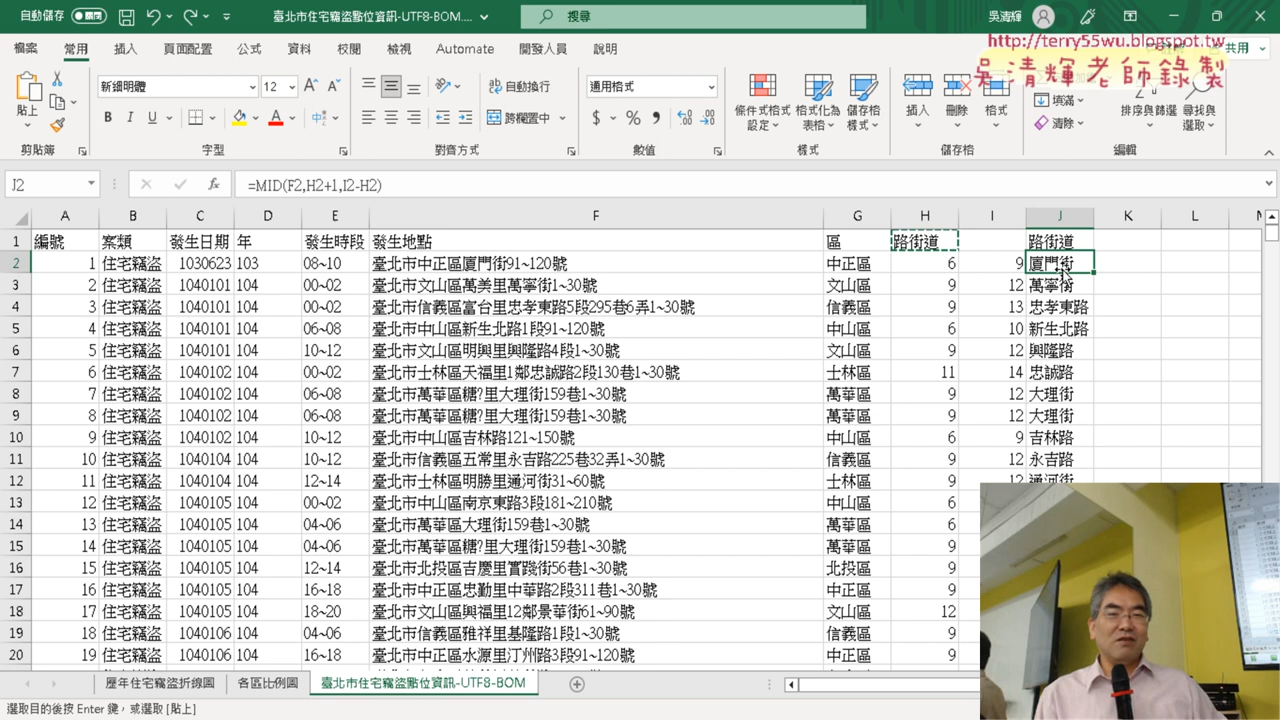 自動儲存 關閉 臺北市住宅竊盜點位資訊-UTF8-BOM.... 搜尋 吳清輝
檔案 常用 插入 頁面配置 公式 資料 校閱 檢視 Automate 開發人員 說明 共用
http://terry55wu.blogspot.tw
吳清輝老師錄製
貼上 新細明體 12 自動換行 通用格式 條件式格式設定 格式化為表格 儲存格樣式 插入 刪除 格式 填滿 排序與篩選 尋找與選取
B I U 跨欄置中 $ % 清除
剪貼簿 字型 對齊方式 數值 樣式 儲存格 編輯
J2 fx =MID(F2,H2+1,I2-H2)
A B C D E F G H I J K L M
1 編號 案類 發生日期 年 發生時段 發生地點 區 路街道 路街道
2 1 住宅竊盜 1030623 103 08~10 臺北市中正區廈門街91~120號 中正區 6 9 廈門街
3 2 住宅竊盜 1040101 104 00~02 臺北市文山區萬美里萬寧街1~30號 文山區 9 12 萬寧街
4 3 住宅竊盜 1040101 104 00~02 臺北市信義區富台里忠孝東路5段295巷6弄1~30號 信義區 9 13 忠孝東路
5 4 住宅竊盜 1040101 104 06~08 臺北市中山區新生北路1段91~120號 中山區 6 10 新生北路
6 5 住宅竊盜 1040101 104 10~12 臺北市文山區明興里興隆路4段1~30號 文山區 9 12 興隆路
7 6 住宅竊盜 1040102 104 00~02 臺北市士林區天福里1鄰忠誠路2段130巷1~30號 士林區 11 14 忠誠路
8 7 住宅竊盜 1040102 104 06~08 臺北市萬華區糖?里大理街159巷1~30號 萬華區 9 12 大理街
9 8 住宅竊盜 1040102 104 06~08 臺北市萬華區糖?里大理街159巷1~30號 萬華區 9 12 大理街
10 9 住宅竊盜 1040102 104 10~12 臺北市中山區吉林路121~150號 中山區 6 9 吉林路
11 10 住宅竊盜 1040104 104 10~12 臺北市信義區五常里永吉路225巷32弄1~30號 信義區 9 12 永吉路
12 11 住宅竊盜 1040104 104 12~14 臺北市士林區明勝里通河街31~60號 士林區 9 12 通河街
13 12 住宅竊盜 1040105 104 00~02 臺北市中山區南京東路3段181~210號 中山區 6
14 13 住宅竊盜 1040105 104 04~06 臺北市萬華區大理街159巷1~30號 萬華區 6
15 14 住宅竊盜 1040105 104 04~06 臺北市萬華區糖?里大理街159巷1~30號 萬華區 9
16 15 住宅竊盜 1040105 104 12~14 臺北市北投區吉慶里實踐街56巷1~30號 北投區 9
17 16 住宅竊盜 1040105 104 16~18 臺北市中正區忠勤里中華路2段311巷1~30號 中正區 9
18 17 住宅竊盜 1040106 104 18~20 臺北市文山區興福里12鄰景華街61~90號 文山區 12
19 18 住宅竊盜 1040106 104 04~06 臺北市信義區雅祥里基隆路1段1~30號 信義區 9
20 19 住宅竊盜 1040106 104 16~18 臺北市中正區水源里汀州路3段91~120號 中正區 9
歷年住宅竊盜折線圖 各區比例圖 臺北市住宅竊盜點位資訊-UTF8-BOM
選取目的後按 Enter 鍵，或選取 [貼上]